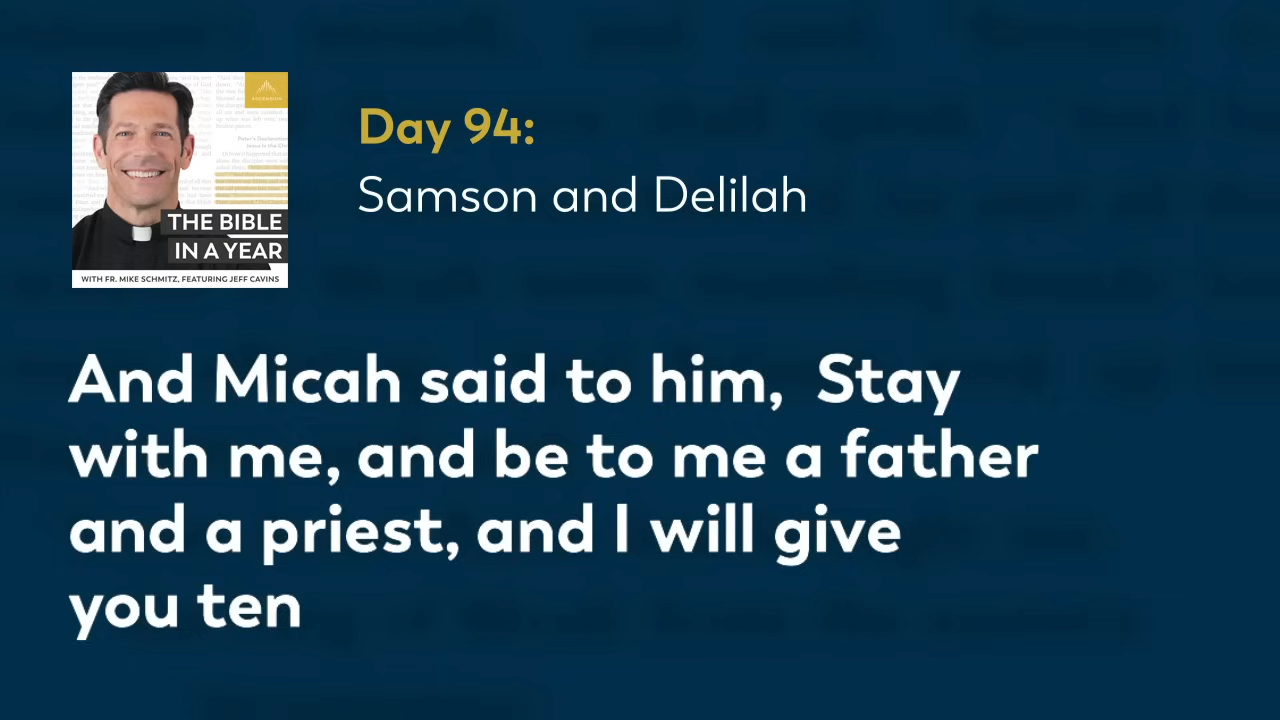 Day 94:
Samson and Delilah
THE BIBLE
IN A YEAR
WITH FR. MIKE SCHMITZ, FEATURING JEFF CAVINS
And Micah said to him,  Stay
with me, and be to me a father
and a priest, and I will give
you ten